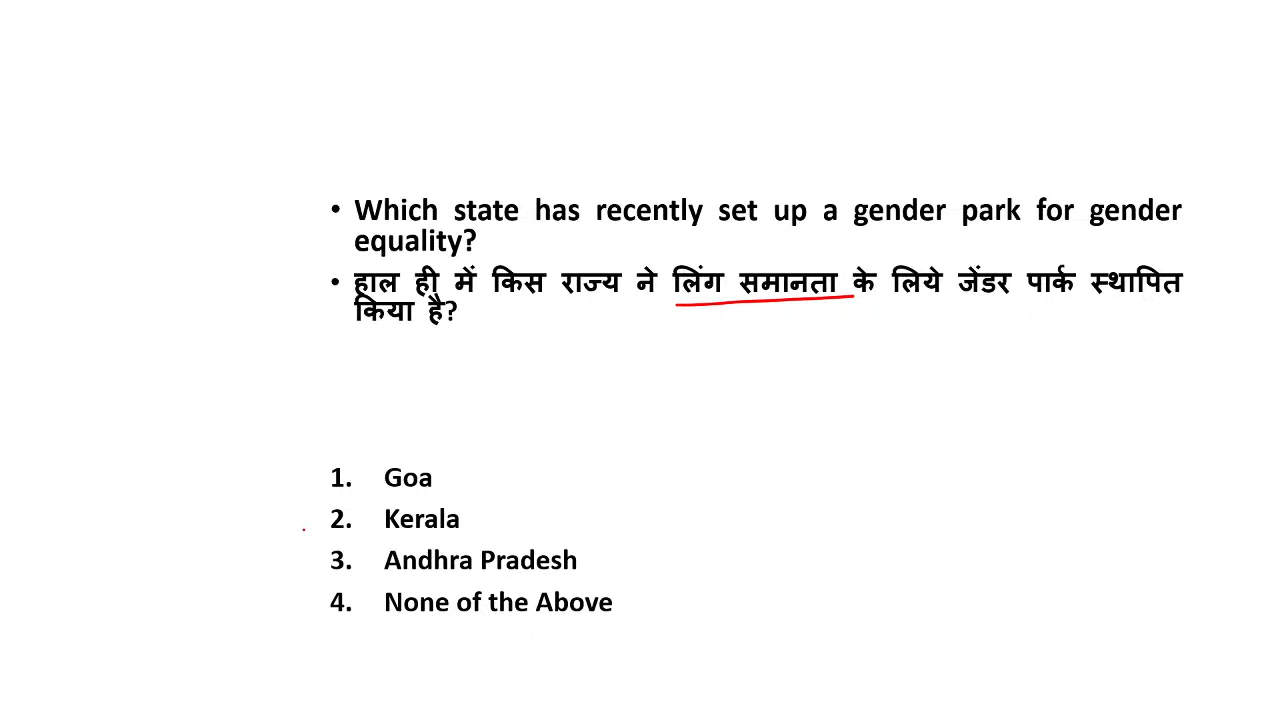 • Which state has recently set up a gender park for gender
equality?
• हाल ही में किस राज्य ने लिंग समानता के लिये जेंडर पार्क स्थापित
किया है?
1. Goa
2. Kerala
3. Andhra Pradesh
4. None of the Above